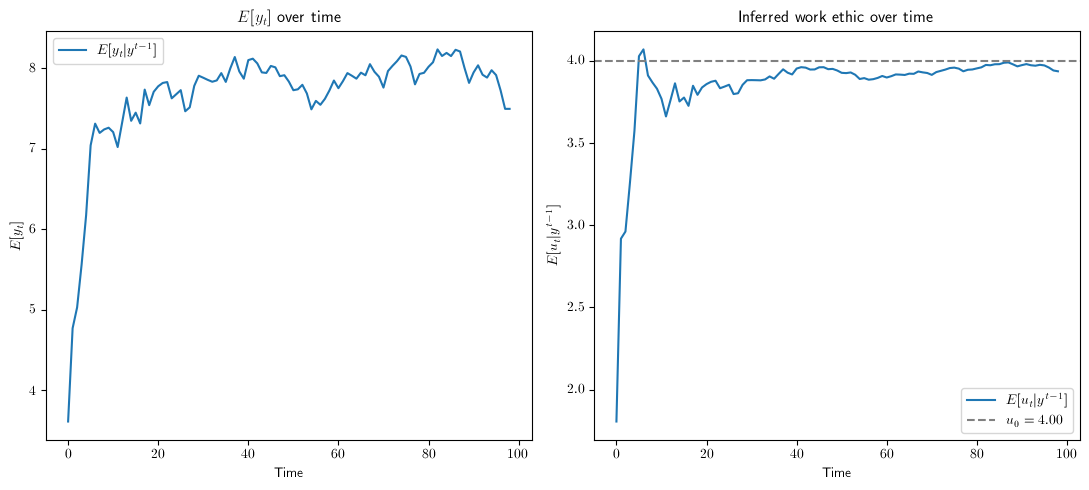 E[y_t] over time
E[y_t|y^{t−1}]
8
7
6
5
4
E[y_t]
0
20
40
60
80
100
Time
Inferred work ethic over time
4.0
3.5
3.0
2.5
2.0
E[u_t|y^{t−1}]
E[u_t|y^{t−1}]
u_0 = 4.00
0
20
40
60
80
100
Time